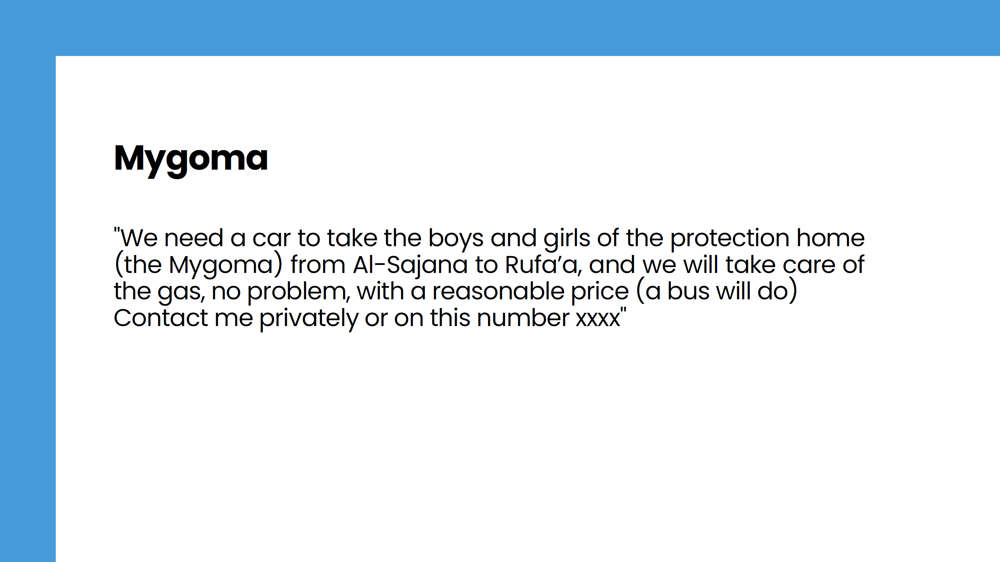 Mygoma
"We need a car to take the boys and girls of the protection home
(the Mygoma) from Al-Sajana to Rufa’a, and we will take care of
the gas, no problem, with a reasonable price (a bus will do)
Contact me privately or on this number xxxx"